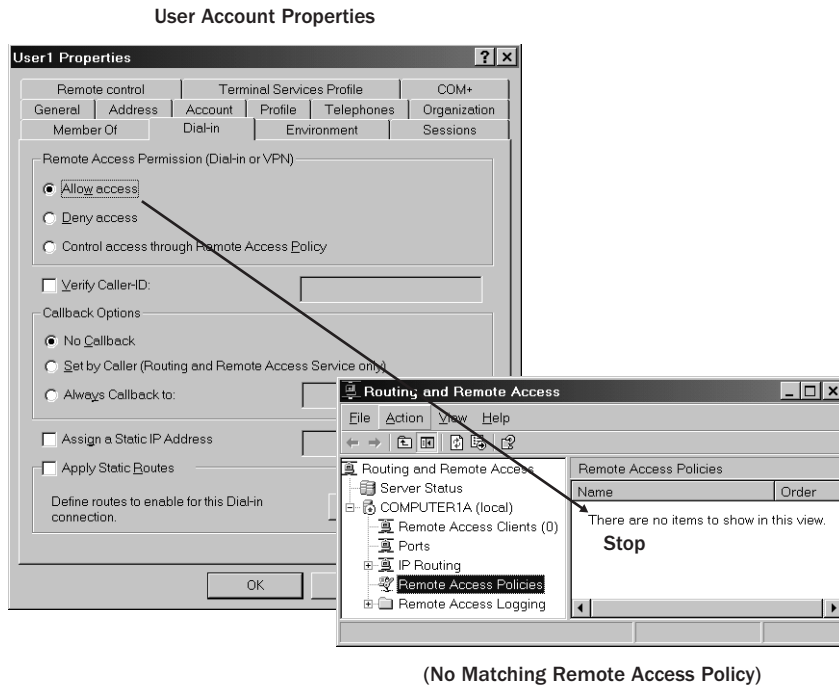 User Account Properties
User1 Properties
Remote control Terminal Services Profile COM+
General Address Account Profile Telephones Organization
Member Of Dial-in Environment Sessions
Remote Access Permission (Dial-in or VPN)
Allow access
Deny access
Control access through Remote Access Policy
Verify Caller-ID:
Callback Options
No Callback
Set by Caller (Routing and Remote Access Service only)
Always Callback to:
Assign a Static IP Address
Apply Static Routes
Define routes to enable for this Dial-in
connection.
OK
Routing and Remote Access
File Action View Help
Routing and Remote Access
Server Status
COMPUTER1A (local)
Remote Access Clients (0)
Ports
IP Routing
Remote Access Policies
Remote Access Logging
Remote Access Policies
Name Order
There are no items to show in this view.
Stop
(No Matching Remote Access Policy)